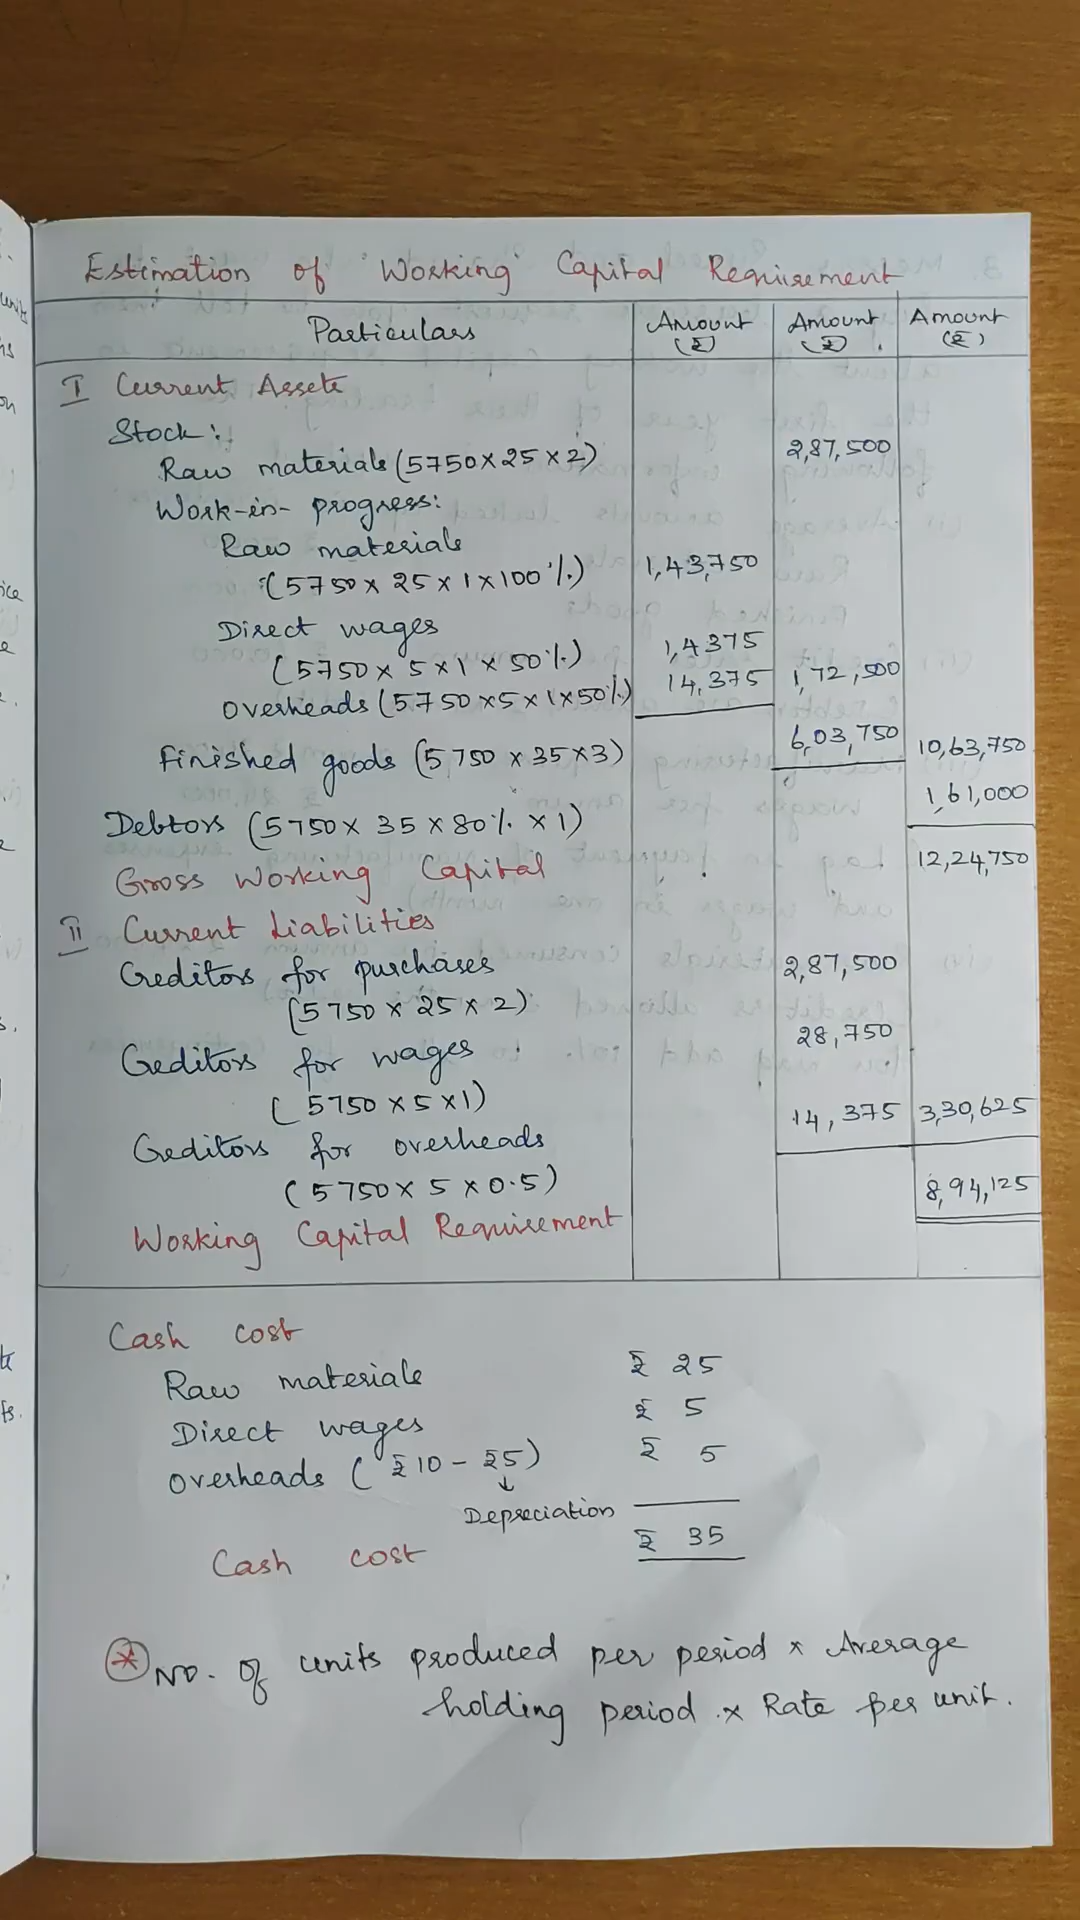 Estimation of Working Capital Requirement
Particulars Amount (₹) Amount (₹) Amount (₹)
I Current Assets
Stock:
Raw materials (5750 x 25 x 2) 2,87,500
Work-in-progress:
Raw materials
(5750 x 25 x 1 x 100%) 1,43,750
Direct wages
(5750 x 5 x 1 x 50%) 1,4375
Overheads (5750 x 5 x 1 x 50%) 14,375 1,72,500
Finished goods (5750 x 35 x 3) 6,03,750 10,63,750
Debtors (5750 x 35 x 80% x 1) 1,61,000
Gross Working Capital 12,24,750
II Current Liabilities
Creditors for purchases 2,87,500
(5750 x 25 x 2)
Creditors for wages 28,750
(5750 x 5 x 1)
Creditors for overheads 14,375 3,30,625
(5750 x 5 x 0.5)
Working Capital Requirement 8,94,125
Cash cost
Raw materials ₹ 25
Direct wages ₹ 5
Overheads (₹10 - ₹5) ₹ 5
↓
Depreciation
Cash cost ₹ 35
* No. of units produced per period x Average
holding period x Rate per unit.